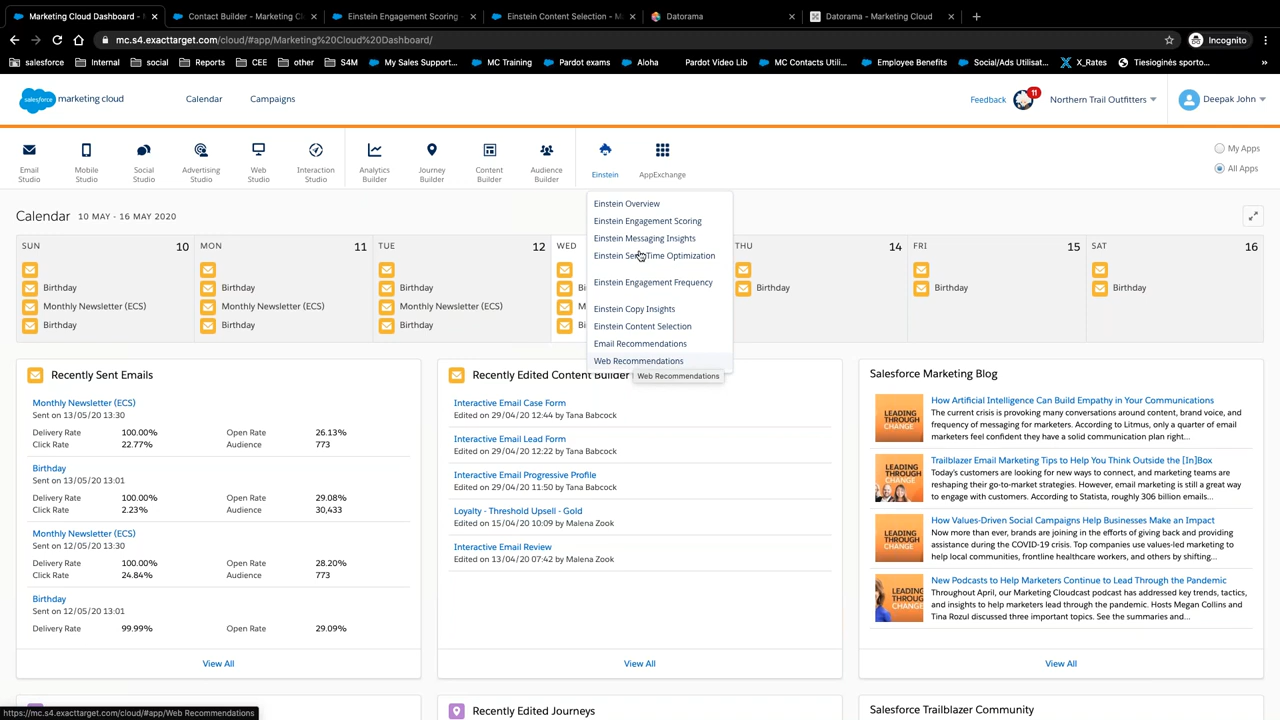 Marketing Cloud Dashboard -
Contact Builder - Marketing Cl
Einstein Engagement Scoring
Einstein Content Selection - M
Datorama
Datorama - Marketing Cloud
mc.s4.exacttarget.com/cloud/#app/Marketing%20Cloud%20Dashboard/
Incognito
salesforce
Internal
social
Reports
CEE
other
S4M
My Sales Support...
MC Training
Pardot exams
Aloha
Pardot Video Lib
MC Contacts Utili...
Employee Benefits
Social/Ads Utilisat...
X_Rates
Tiesioginės sporto...
salesforce
marketing cloud
Calendar
Campaigns
Feedback
11
Northern Trail Outfitters
Deepak John
Email
Studio
Mobile
Studio
Social
Studio
Advertising
Studio
Web
Studio
Interaction
Studio
Analytics
Builder
Journey
Builder
Content
Builder
Audience
Builder
Einstein
AppExchange
My Apps
All Apps
Einstein Overview
Einstein Engagement Scoring
Einstein Messaging Insights
Einstein Send Time Optimization
Einstein Engagement Frequency
Einstein Copy Insights
Einstein Content Selection
Email Recommendations
Web Recommendations
Web Recommendations
Calendar 10 MAY - 16 MAY 2020
SUN 10
MON 11
TUE 12
WED
THU 14
FRI 15
SAT 16
Birthday
Monthly Newsletter (ECS)
Birthday
Birthday
Monthly Newsletter (ECS)
Birthday
Birthday
Monthly Newsletter (ECS)
Birthday
Bi
M
Bi
Birthday
Birthday
Birthday
Recently Sent Emails
Monthly Newsletter (ECS)
Sent on 13/05/20 13:30
Delivery Rate 100.00% Open Rate 26.13%
Click Rate 22.77% Audience 773
Birthday
Sent on 13/05/20 13:01
Delivery Rate 100.00% Open Rate 29.08%
Click Rate 2.23% Audience 30,433
Monthly Newsletter (ECS)
Sent on 12/05/20 13:30
Delivery Rate 100.00% Open Rate 28.20%
Click Rate 24.84% Audience 773
Birthday
Sent on 12/05/20 13:01
Delivery Rate 99.99% Open Rate 29.09%
View All
Recently Edited Content Builder
Interactive Email Case Form
Edited on 29/04/20 12:44 by Tana Babcock
Interactive Email Lead Form
Edited on 29/04/20 12:22 by Tana Babcock
Interactive Email Progressive Profile
Edited on 29/04/20 11:50 by Tana Babcock
Loyalty - Threshold Upsell - Gold
Edited on 15/04/20 10:09 by Malena Zook
Interactive Email Review
Edited on 13/04/20 07:42 by Malena Zook
View All
Salesforce Marketing Blog
LEADING
THROUGH
CHANGE
How Artificial Intelligence Can Build Empathy in Your Communications
The current crisis is provoking many conversations around content, brand voice, and
frequency of messaging for marketers. According to Litmus, only a quarter of email
marketers feel confident they have a solid communication plan right...
LEADING
THROUGH
CHANGE
Trailblazer Email Marketing Tips to Help You Think Outside the [In]Box
Today's customers are looking for new ways to connect, and marketing teams are
reshaping their go-to-market strategies. However, email marketing is still a great way
to engage with customers. According to Statista, roughly 306 billion emails...
LEADING
THROUGH
CHANGE
How Values-Driven Social Campaigns Help Businesses Make an Impact
Now more than ever, brands are joining in the efforts of giving back and providing
assistance during the COVID-19 crisis. Top companies use values-led marketing to
help local communities, frontline healthcare workers, and others by shifting...
LEADING
THROUGH
CHANGE
New Podcasts to Help Marketers Continue to Lead Through the Pandemic
Throughout April, our Marketing Cloudcast podcast has addressed key trends, tactics,
and insights to help marketers lead through the pandemic. Hosts Megan Collins and
Tina Rozul discussed three important topics. See the summaries and...
View All
https://mc.s4.exacttarget.com/cloud/#app/Web Recommendations
Recently Edited Journeys
Salesforce Trailblazer Community